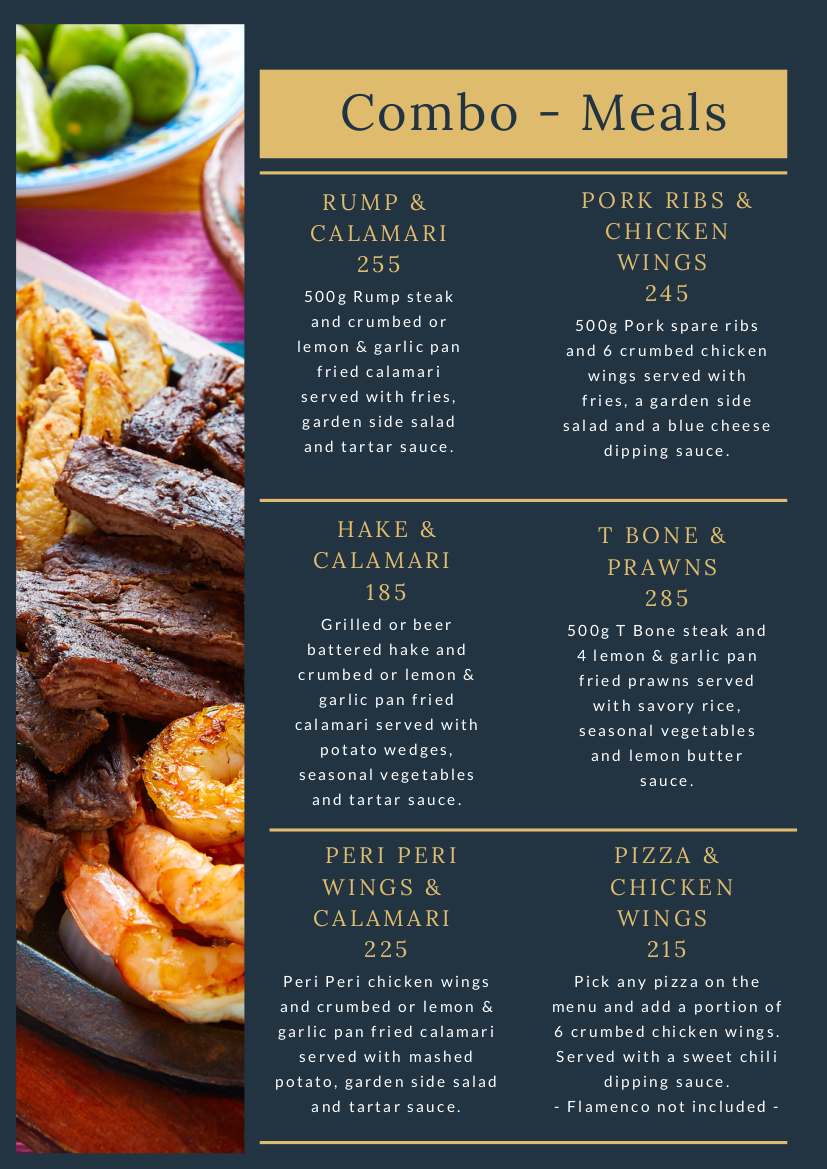 Combo - Meals
RUMP &
CALAMARI
255
500g Rump steak
and crumbed or
lemon & garlic pan
fried calamari
served with fries,
garden side salad
and tartar sauce.
PORK RIBS &
CHICKEN
WINGS
245
500g Pork spare ribs
and 6 crumbed chicken
wings served with
fries, a garden side
salad and a blue cheese
dipping sauce.
HAKE &
CALAMARI
185
Grilled or beer
battered hake and
crumbed or lemon &
garlic pan fried
calamari served with
potato wedges,
seasonal vegetables
and tartar sauce.
T BONE &
PRAWNS
285
500g T Bone steak and
4 lemon & garlic pan
fried prawns served
with savory rice,
seasonal vegetables
and lemon butter
sauce.
PERI PERI
WINGS &
CALAMARI
225
Peri Peri chicken wings
and crumbed or lemon &
garlic pan fried calamari
served with mashed
potato, garden side salad
and tartar sauce.
PIZZA &
CHICKEN
WINGS
215
Pick any pizza on the
menu and add a portion of
6 crumbed chicken wings.
Served with a sweet chili
dipping sauce.
- Flamenco not included -